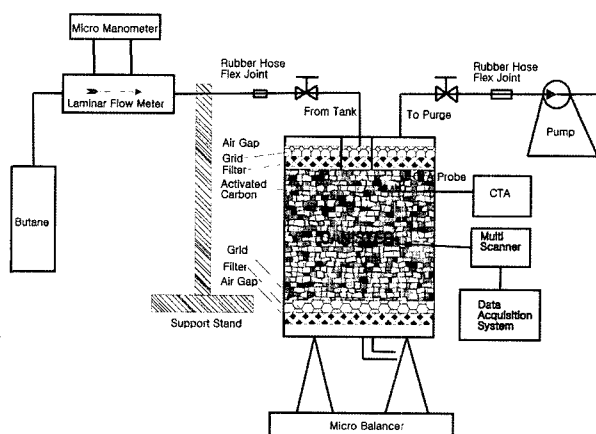 Micro Manometer
Laminar Flow Meter
Butane
Rubber Hose
Flex Joint
From Tank
To Purge
Rubber Hose
Flex Joint
Pump
Air Gap
Grid
Filter
Activated
Carbon
Probe
CTA
CANISTER
Multi
Scanner
Data
Acquisition
System
Grid
Filter
Air Gap
Support Stand
Micro Balancer